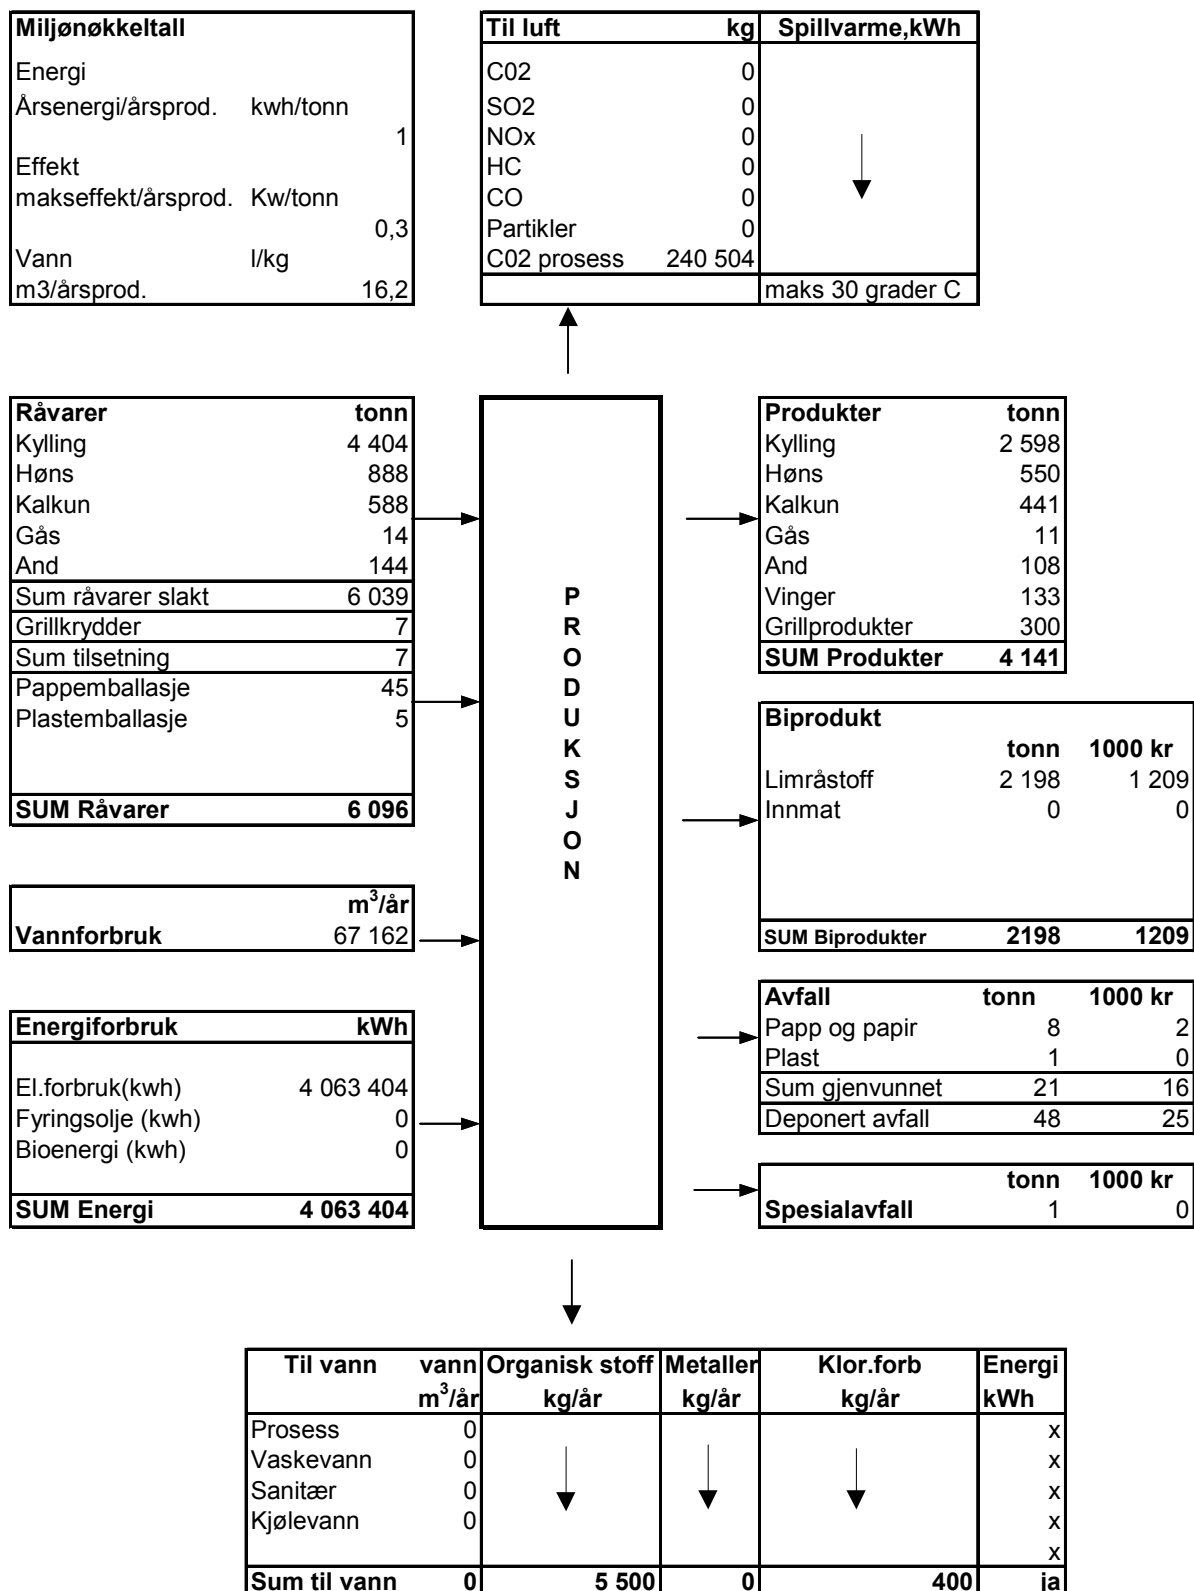 Miljønøkkeltall
Energi
Årsenergi/årsprod. kwh/tonn
1
Effekt
makseffekt/årsprod. Kw/tonn
0,3
Vann l/kg
m3/årsprod. 16,2
Til luft kg Spillvarme,kWh
C02 0
SO2 0
NOx 0
HC 0
CO 0
Partikler 0
C02 prosess 240 504
maks 30 grader C
Råvarer tonn
Kylling 4 404
Høns 888
Kalkun 588
Gås 14
And 144
Sum råvarer slakt 6 039
Grillkrydder 7
Sum tilsetning 7
Pappemballasje 45
Plastemballasje 5
SUM Råvarer 6 096
m³/år
Vannforbruk 67 162
Energiforbruk kWh
El.forbruk(kwh) 4 063 404
Fyringsolje (kwh) 0
Bioenergi (kwh) 0
SUM Energi 4 063 404
P
R
O
D
U
K
S
J
O
N
Produkter tonn
Kylling 2 598
Høns 550
Kalkun 441
Gås 11
And 108
Vinger 133
Grillprodukter 300
SUM Produkter 4 141
Biprodukt
tonn 1000 kr
Limråstoff 2 198 1 209
Innmat 0 0
SUM Biprodukter 2198 1209
Avfall tonn 1000 kr
Papp og papir 8 2
Plast 1 0
Sum gjenvunnet 21 16
Deponert avfall 48 25
tonn 1000 kr
Spesialavfall 1 0
Til vann vann Organisk stoff Metaller Klor.forb Energi
m³/år kg/år kg/år kg/år kWh
Prosess 0 x
Vaskevann 0 x
Sanitær 0 x
Kjølevann 0 x
x
Sum til vann 0 5 500 0 400 ja